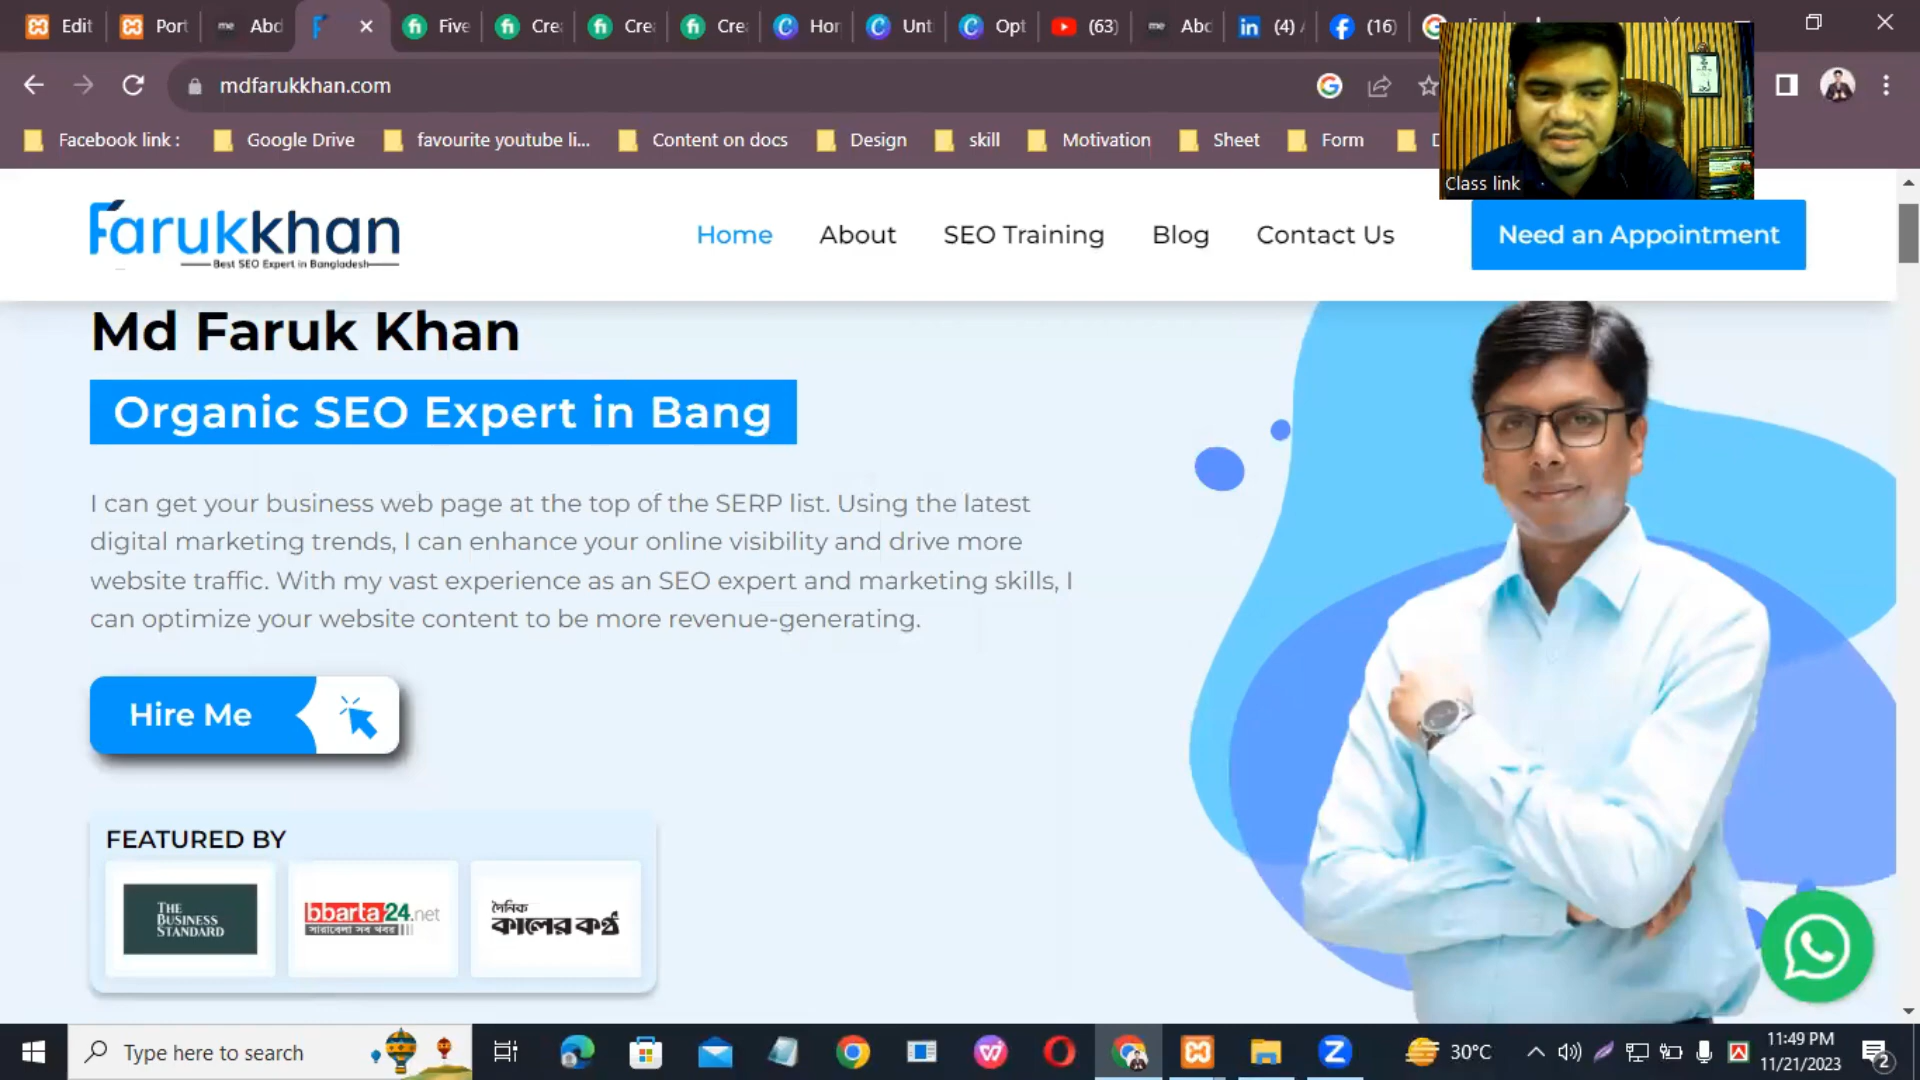 Edit
Port
Abd
Five
Cre
Cre
Cre
Hor
Unt
Opt
(63)
Abd
(4)
(16)
mdfarukkhan.com
Facebook link :
Google Drive
favourite youtube li...
Content on docs
Design
skill
Motivation
Sheet
Form
Class link
Farukkhan
Best SEO Expert in Bangladesh
Home
About
SEO Training
Blog
Contact Us
Need an Appointment
Md Faruk Khan
Organic SEO Expert in Bang
I can get your business web page at the top of the SERP list. Using the latest
digital marketing trends, I can enhance your online visibility and drive more
website traffic. With my vast experience as an SEO expert and marketing skills, I
can optimize your website content to be more revenue-generating.
Hire Me
FEATURED BY
THE
BUSINESS
STANDARD
bbarta24.net
সারাবেলা সব খবর
দৈনিক
কালের কণ্ঠ
Type here to search
30°C
11:49 PM
11/21/2023
2